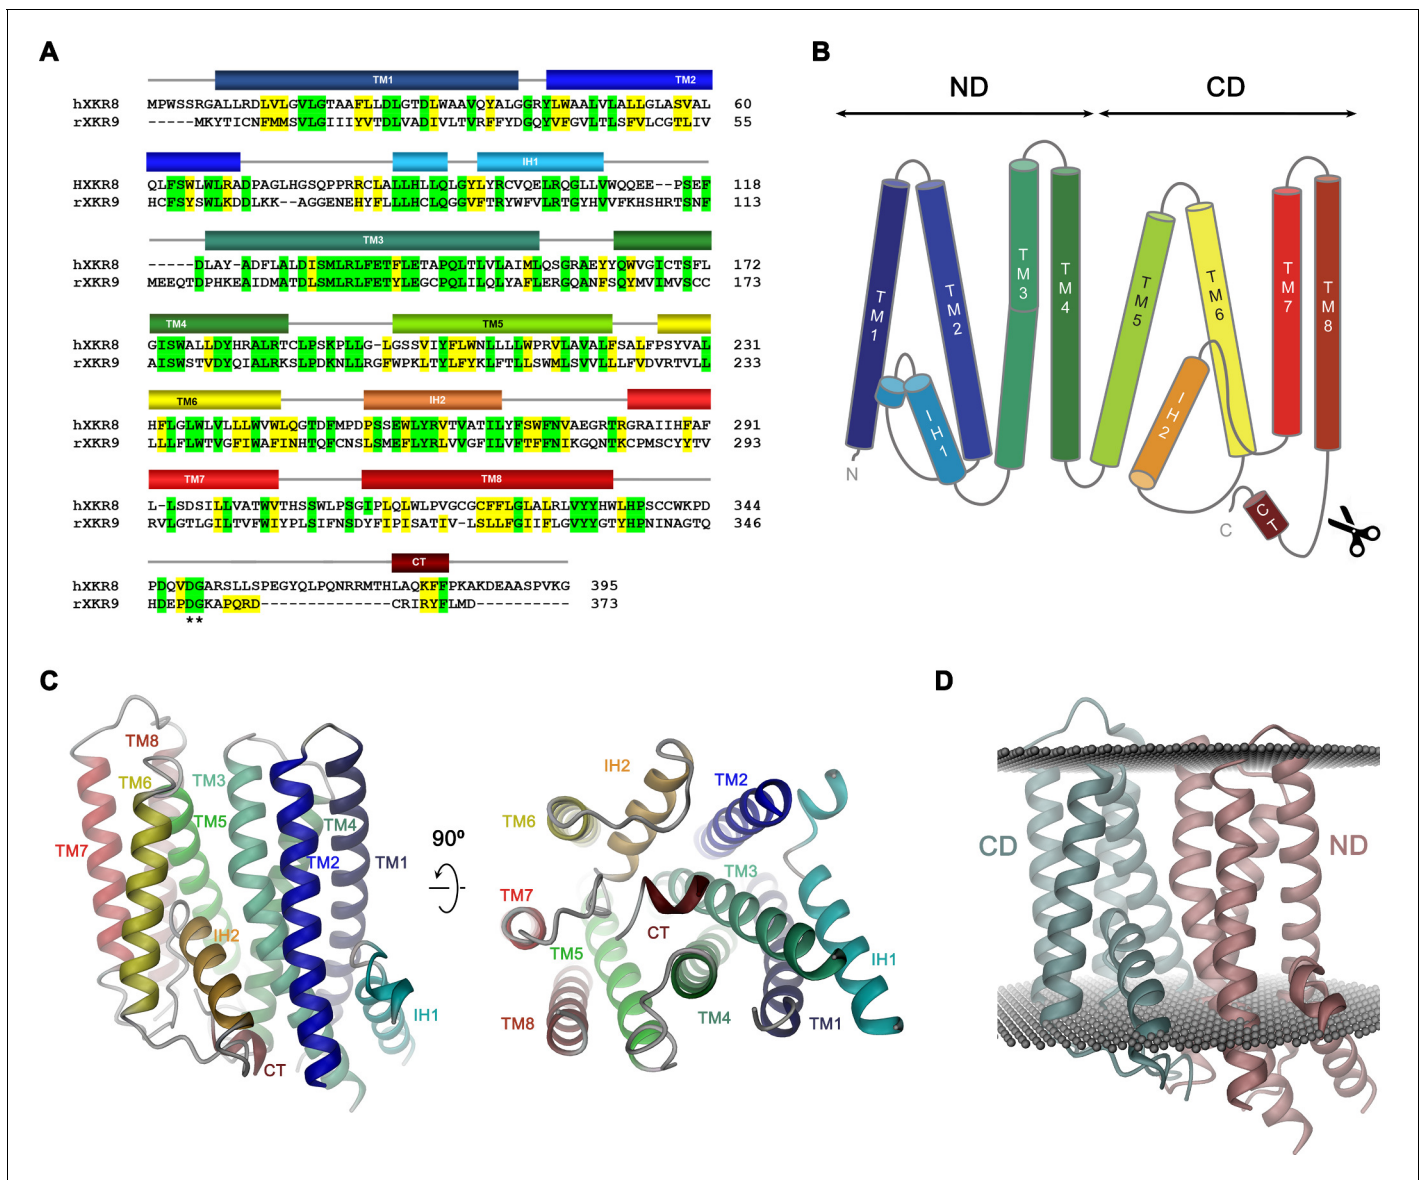 A
TM1 TM2
hXKR8 MPWSSRGALLRDLVLGVLGTAAFLLDLGTDLWAAVQYALGGRYLWAALVLALLGLASVAL 60
rXKR9 -----MKYTICNFMMSVLGIIIYVTDLVADIVLTVRFFYDGQYVFGVLTLSFVLCGTLIV 55
IH1
HXKR8 QLFSWLWLRADPAGLHGSQPPRRCLALLHLLQLGYLYRCVQELRQGLLVWQQEE--PSEF 118
rXKR9 HCFSYSWLKDDLKK--AGGENEHYFLLLHCLQGGVFTRYWFVLRTGYHVVFKHSHRTSNF 113
TM3
hXKR8 -----DLAY-ADFLALDISMLRLFETFLETAPQLTLVLAIMLQSGRAEYYQWVGICTSFL 172
rXKR9 MEEQTDPHKEAIDMATDLSMLRLFETYLEGCPQLILQLYAFLERGQANFSQYMVIMVSCC 173
TM4 TM5
hXKR8 GISWALLDYHRALRTCLPSKPLLG-LGSSVIYFLWNLLLLWPRVLAVALFSALFPSYVAL 231
rXKR9 AISWSTVDYQIALRKSLPDKNLLRGFWPKLTYLFYKLFTLLSWMLSVVLLLFVDVRTVLL 233
TM6 IH2
hXKR8 HFLGLWLVLLLWVWLQGTDFMPDPSSEWLYRVTVATILYFSWFNVAEGRTRGRAIIHFAF 291
rXKR9 LLLFLWTVGFIWAFINHTQFCNSLSMEFLYRLVVGFILVFTFFNIKGQNTKCPMSCYYTV 293
TM7 TM8
hXKR8 L-LSDSILLVATWVTHSSWLPSGIPLQLWLPVGCGCFFLGLALRLVYYHWLHPSCCWKPD 344
rXKR9 RVLGTLGILTVFWIYPLSIFNSDYFIPISATIV-LSLLFGIIFLGVYYGTYHPNINAGTQ 346
CT
hXKR8 PDQVDGARSLLSPEGYQLPQNRRMTHLAQKFFPKAKDEAASPVKG 395
rXKR9 HDEPDGKAPQRD--------------CRIRYFLMD---------- 373
**
B
ND CD
TM1
TM2
TM3
TM4
TM5
TM6
TM7
TM8
IH1
IH2
N
C
CT
C
TM8
TM6
TM3
TM5
TM4
TM7
TM2
TM1
IH2
IH1
CT
90º
IH2
TM2
TM6
TM3
TM7
CT
TM5
IH1
TM8
TM4
TM1
D
CD
ND